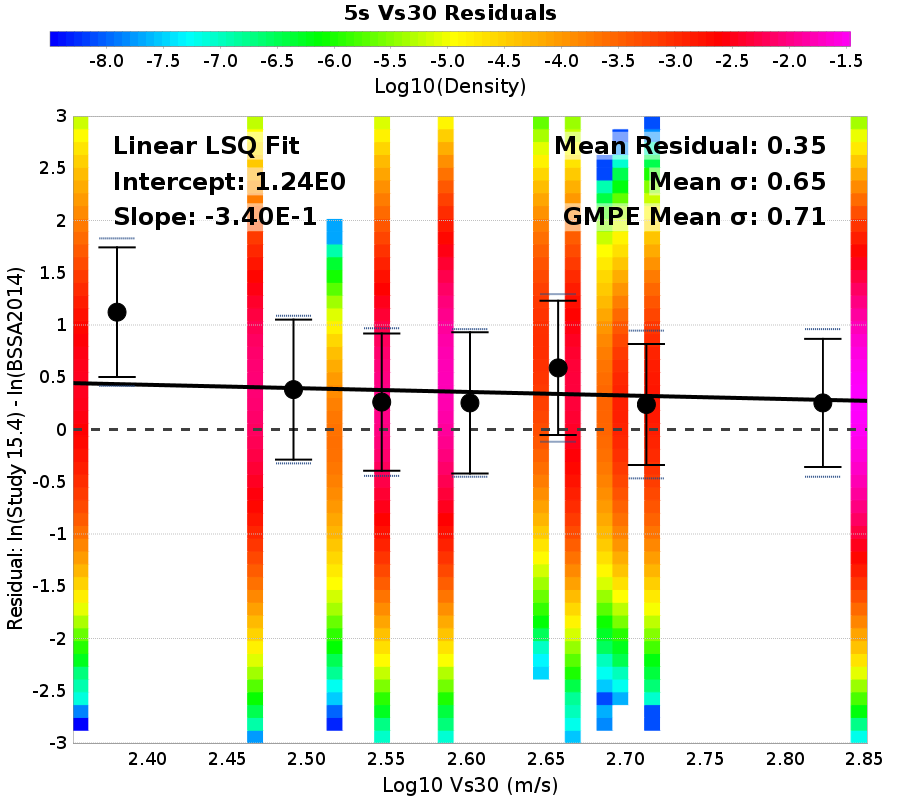 5s Vs30 Residuals
-8.0 -7.5 -7.0 -6.5 -6.0 -5.5 -5.0 -4.5 -4.0 -3.5 -3.0 -2.5 -2.0 -1.5
Log10(Density)
Linear LSQ Fit
Intercept: 1.24E0
Slope: -3.40E-1
Mean Residual: 0.35
Mean σ: 0.65
GMPE Mean σ: 0.71
Residual: ln(Study 15.4) - ln(BSSA2014)
3
2.5
2
1.5
1
0.5
0
-0.5
-1
-1.5
-2
-2.5
-3
2.40 2.45 2.50 2.55 2.60 2.65 2.70 2.75 2.80 2.85
Log10 Vs30 (m/s)